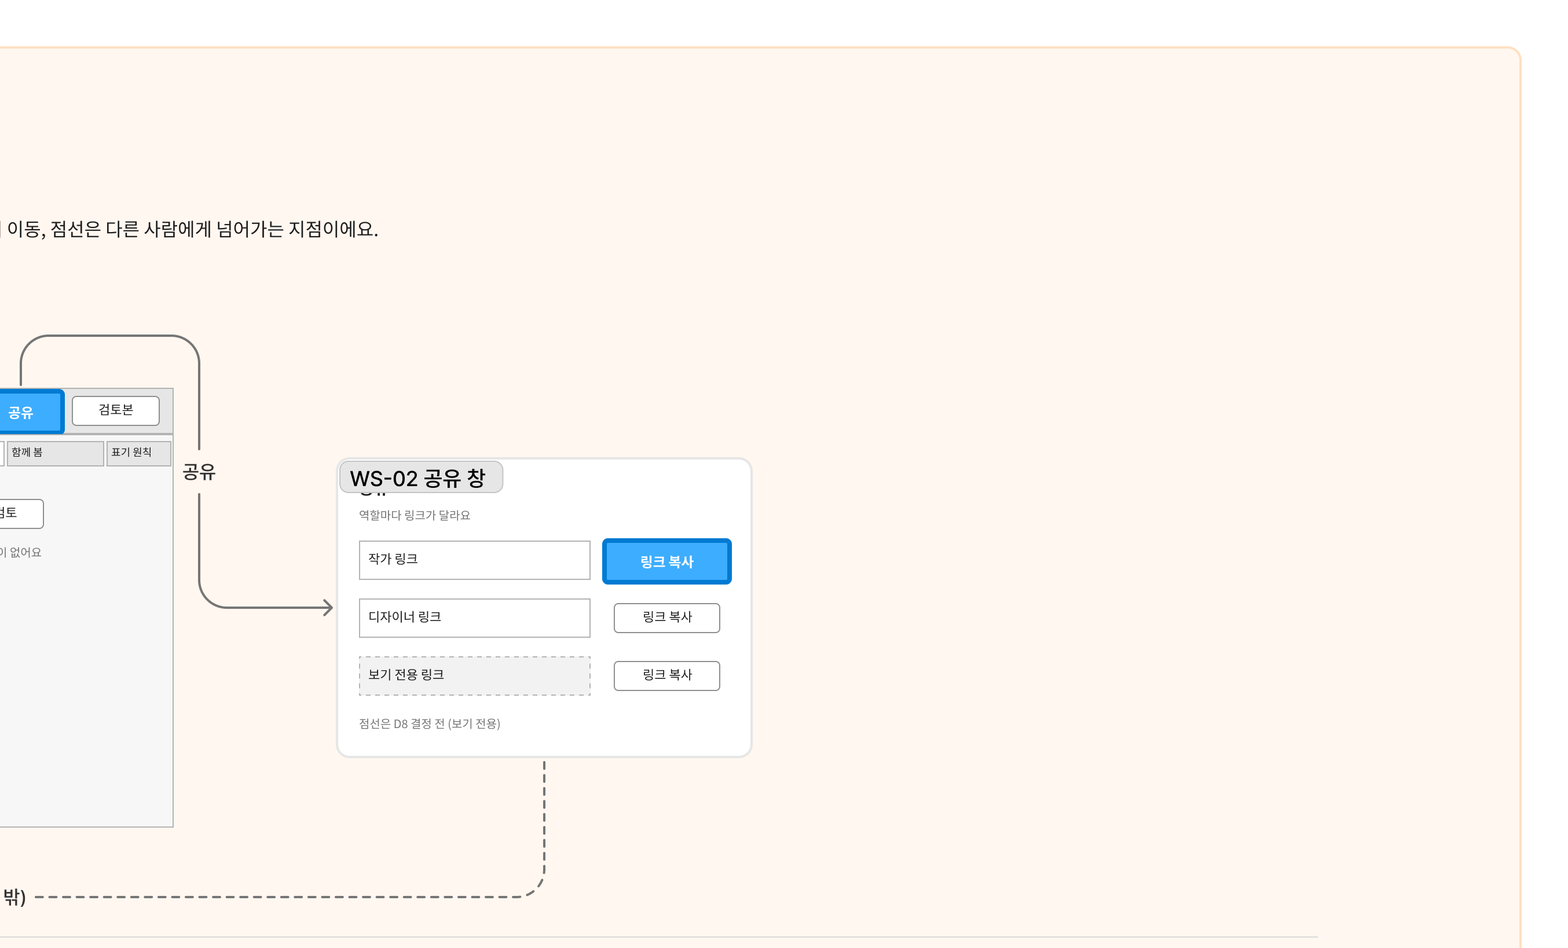 이동, 점선은 다른 사람에게 넘어가는 지점이에요.
공유
검토본
함께 봄
표기 원칙
공유
검토
이 없어요
WS-02 공유 창
역할마다 링크가 달라요
작가 링크
링크 복사
디자이너 링크
링크 복사
보기 전용 링크
링크 복사
점선은 D8 결정 전 (보기 전용)
밖)